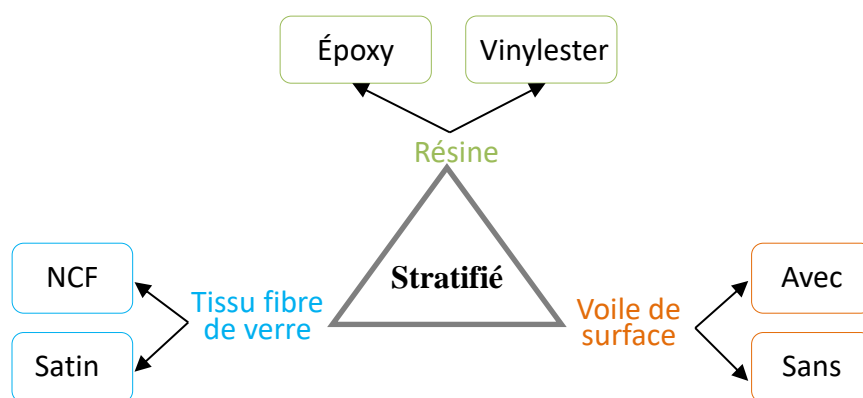 Époxy
Vinylester
Résine
NCF
Satin
Tissu fibre
de verre
Stratifié
Voile de
surface
Avec
Sans